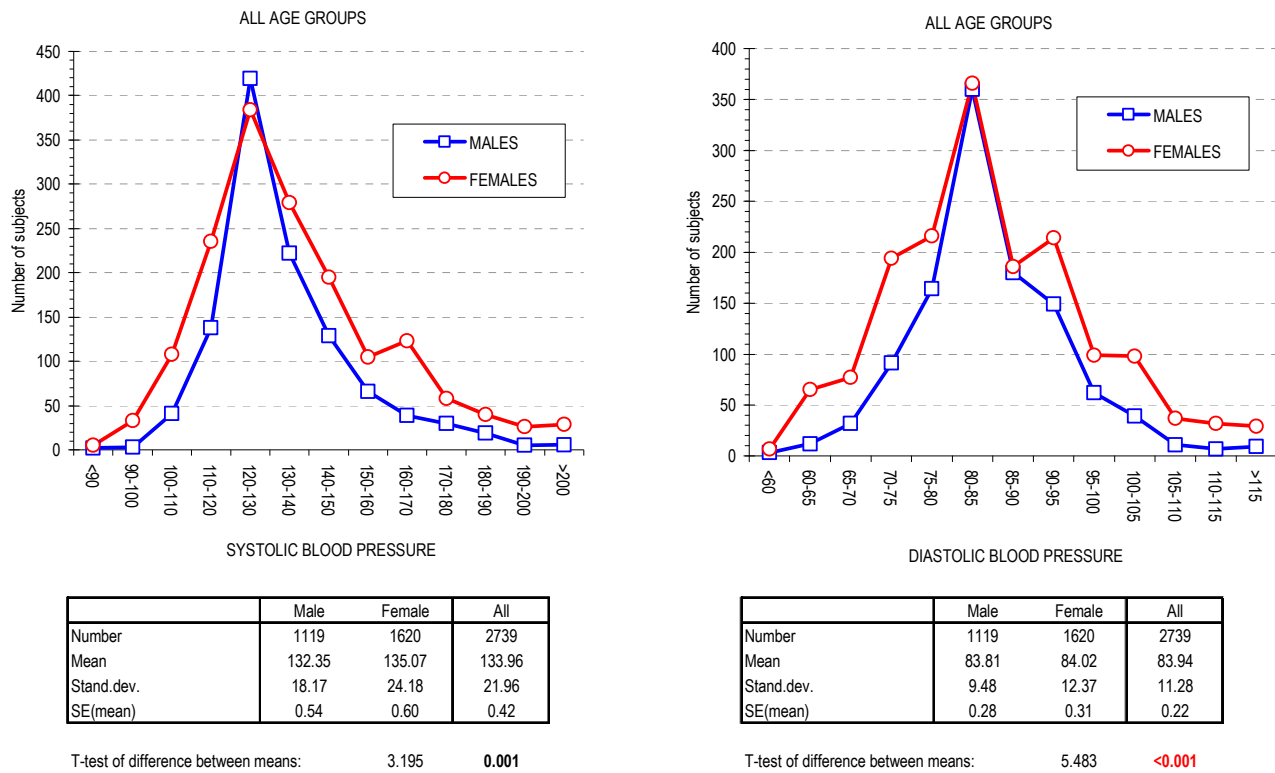 ALL AGE GROUPS
450
400
350
300
250
200
150
100
50
0
Number of subjects
MALES
FEMALES
<90
90-100
100-110
110-120
120-130
130-140
140-150
150-160
160-170
170-180
180-190
190-200
>200
SYSTOLIC BLOOD PRESSURE
Male Female All
Number 1119 1620 2739
Mean 132.35 135.07 133.96
Stand.dev. 18.17 24.18 21.96
SE(mean) 0.54 0.60 0.42
T-test of difference between means: 3.195 0.001
ALL AGE GROUPS
400
350
300
250
200
150
100
50
0
Number of subjects
MALES
FEMALES
<60
60-65
65-70
70-75
75-80
80-85
85-90
90-95
95-100
100-105
105-110
110-115
>115
DIASTOLIC BLOOD PRESSURE
Male Female All
Number 1119 1620 2739
Mean 83.81 84.02 83.94
Stand.dev. 9.48 12.37 11.28
SE(mean) 0.28 0.31 0.22
T-test of difference between means: 5.483 <0.001